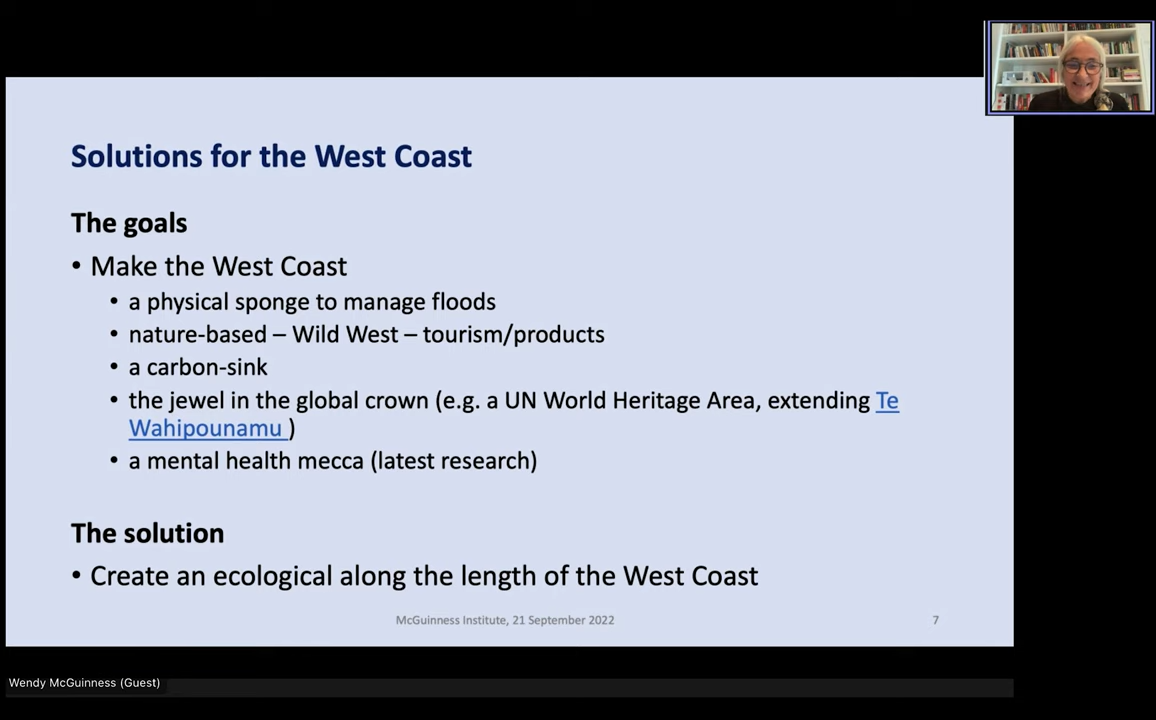 Solutions for the West Coast
The goals
• Make the West Coast
• a physical sponge to manage floods
• nature-based – Wild West – tourism/products
• a carbon-sink
• the jewel in the global crown (e.g. a UN World Heritage Area, extending Te
Wahipounamu )
• a mental health mecca (latest research)
The solution
• Create an ecological along the length of the West Coast
McGuinness Institute, 21 September 2022
7
Wendy McGuinness (Guest)